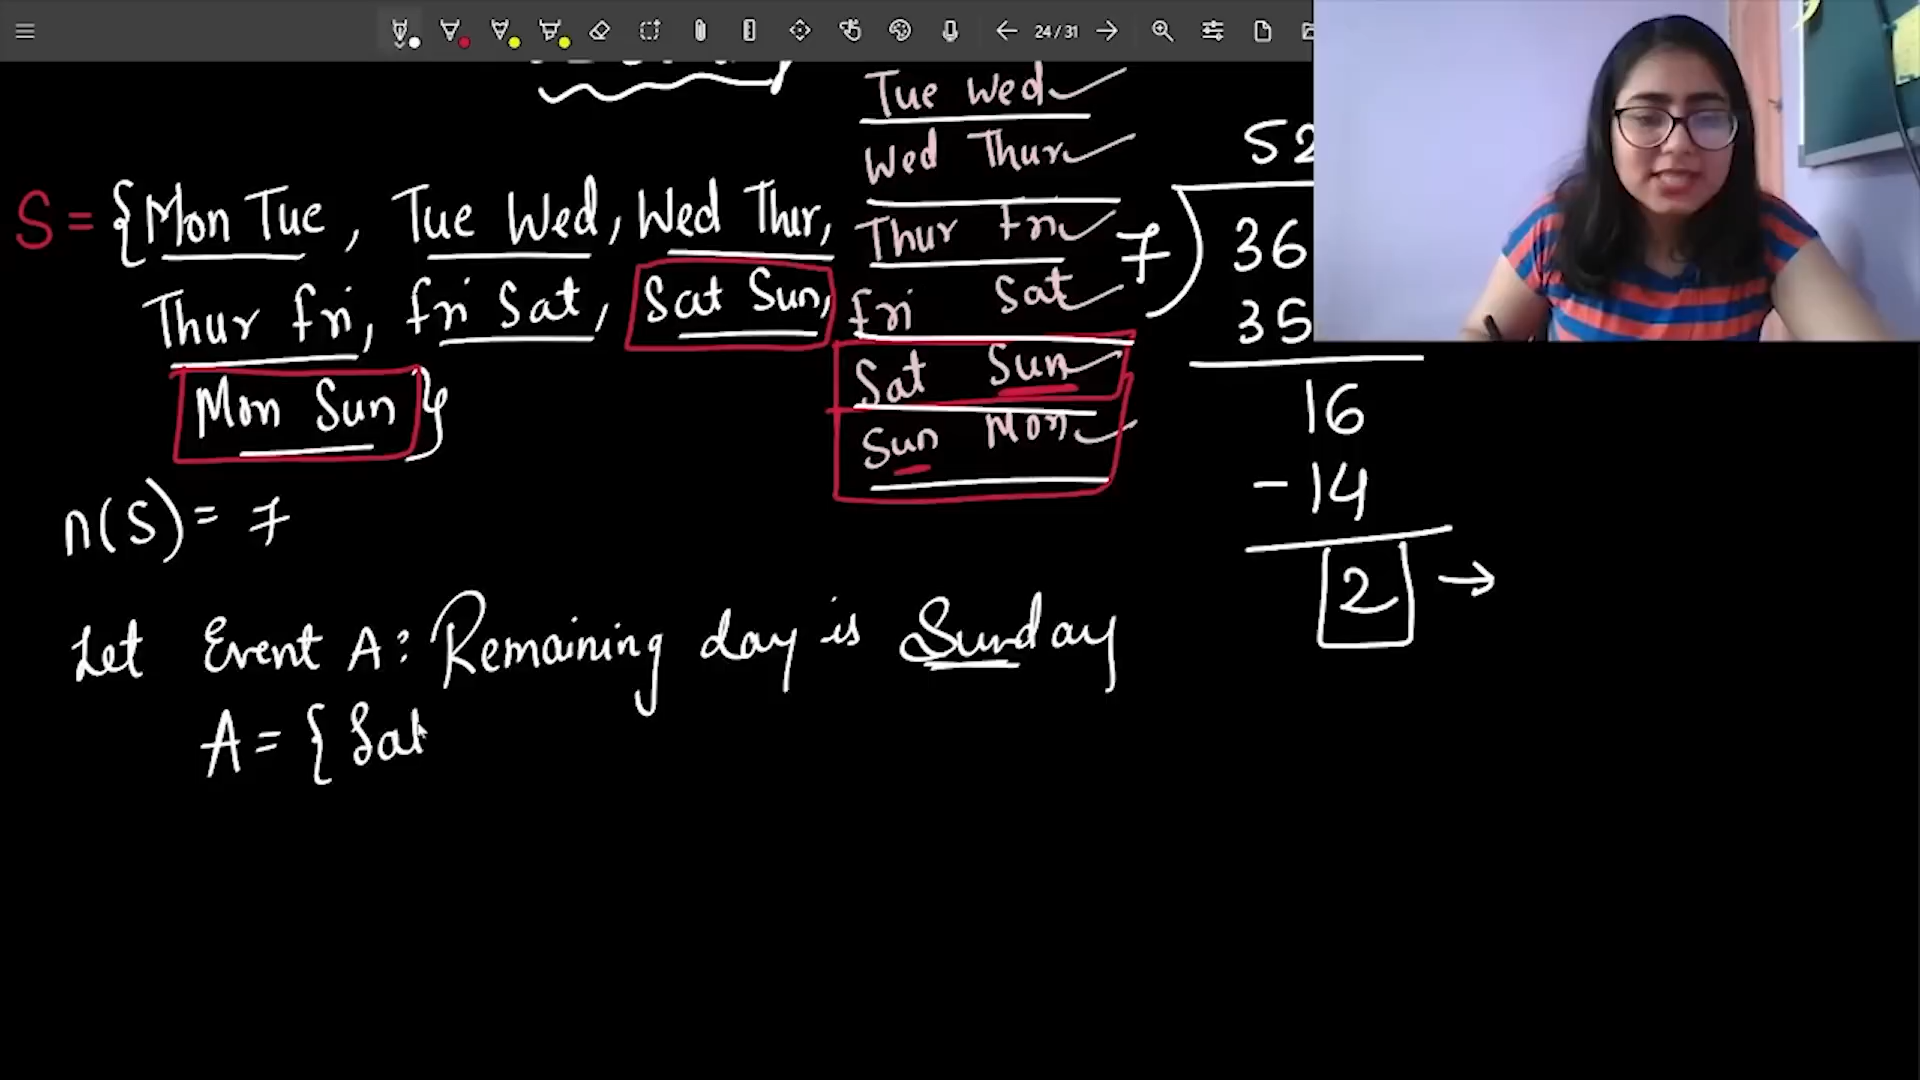 24 / 31
Tue Wed
Wed Thur
Thur Fri
Fri Sat
Sat Sun
Sun Mon
S = {Mon Tue, Tue Wed, Wed Thur,
Thur Fri, Fri Sat, Sat Sun,
Mon Sun}
n(S) = 7
Let Event A: Remaining day is Sunday
A = { Sat
52
7) 36
35
16
- 14
2 →